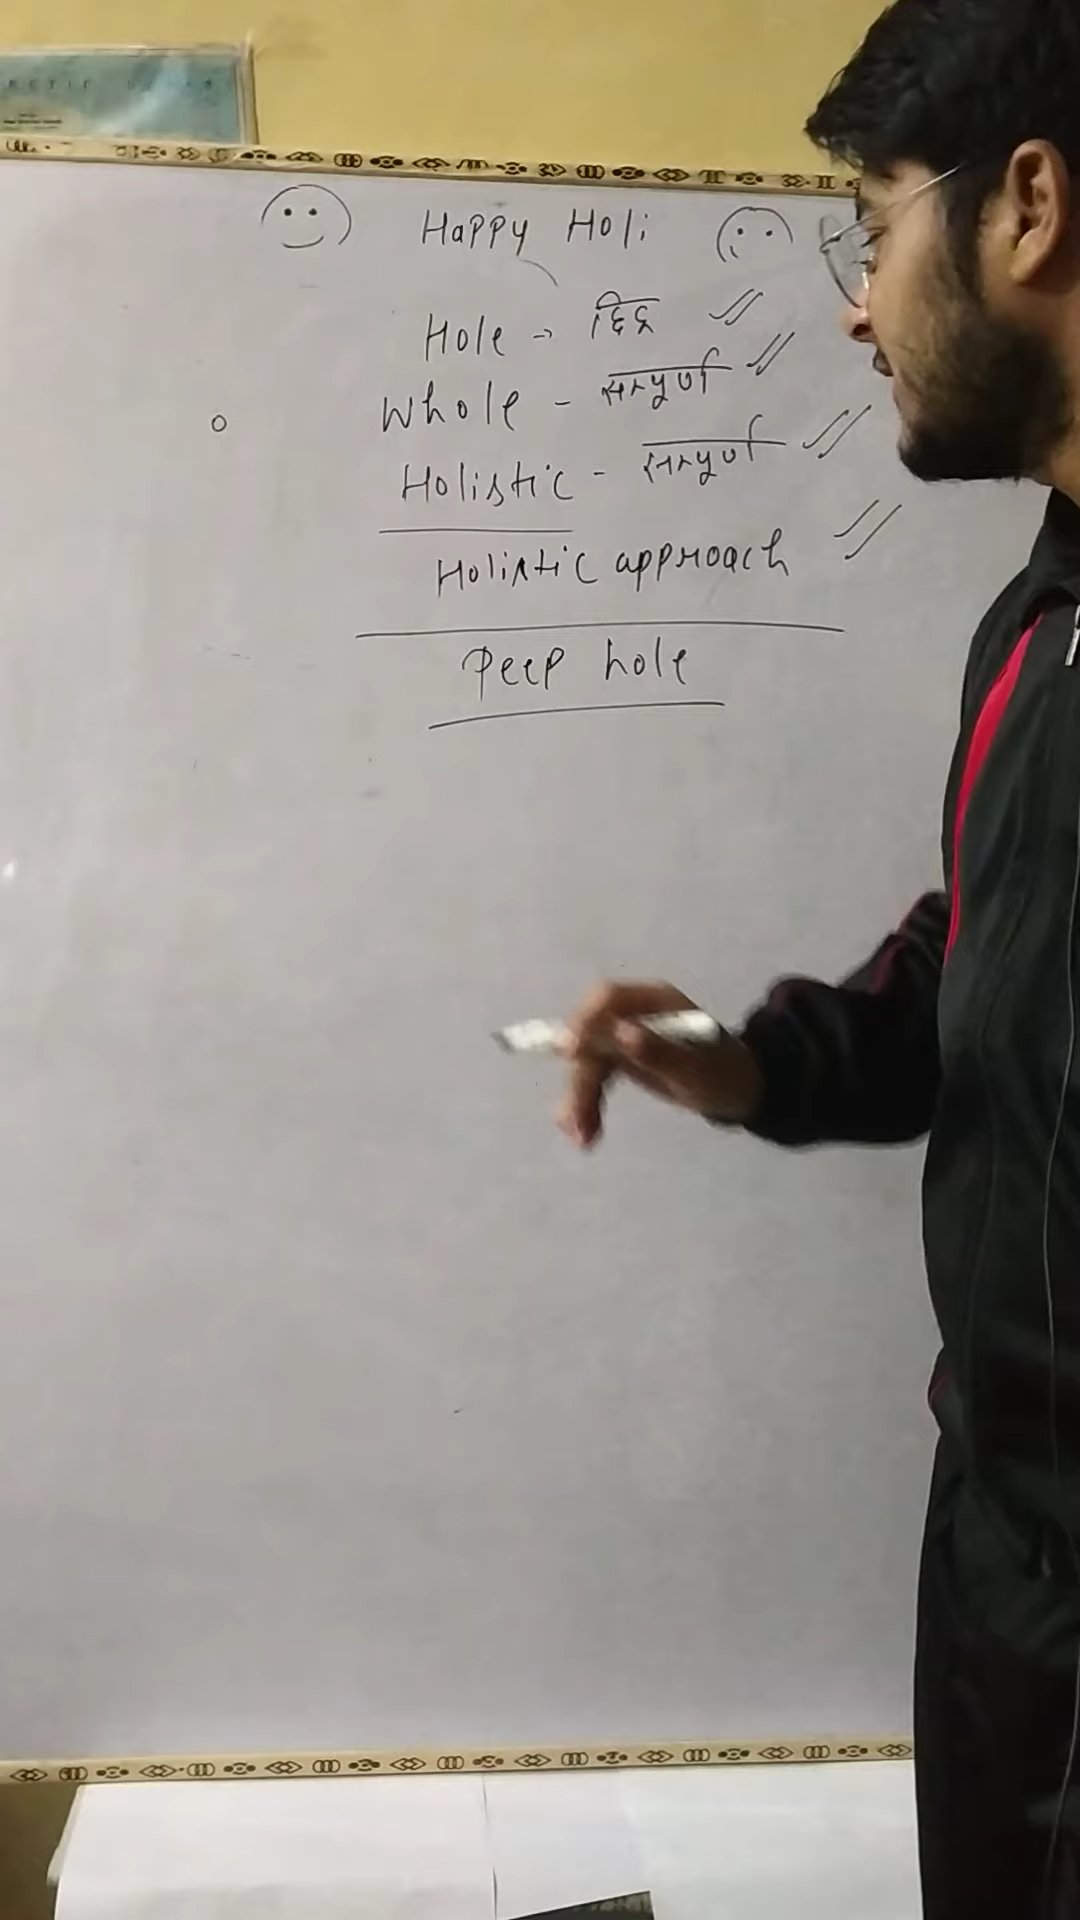 Happy Holi
Hole → छिद्र
Whole - सम्पूर्ण
Holistic - सम्पूर्ण
Holistic approach
Peep hole